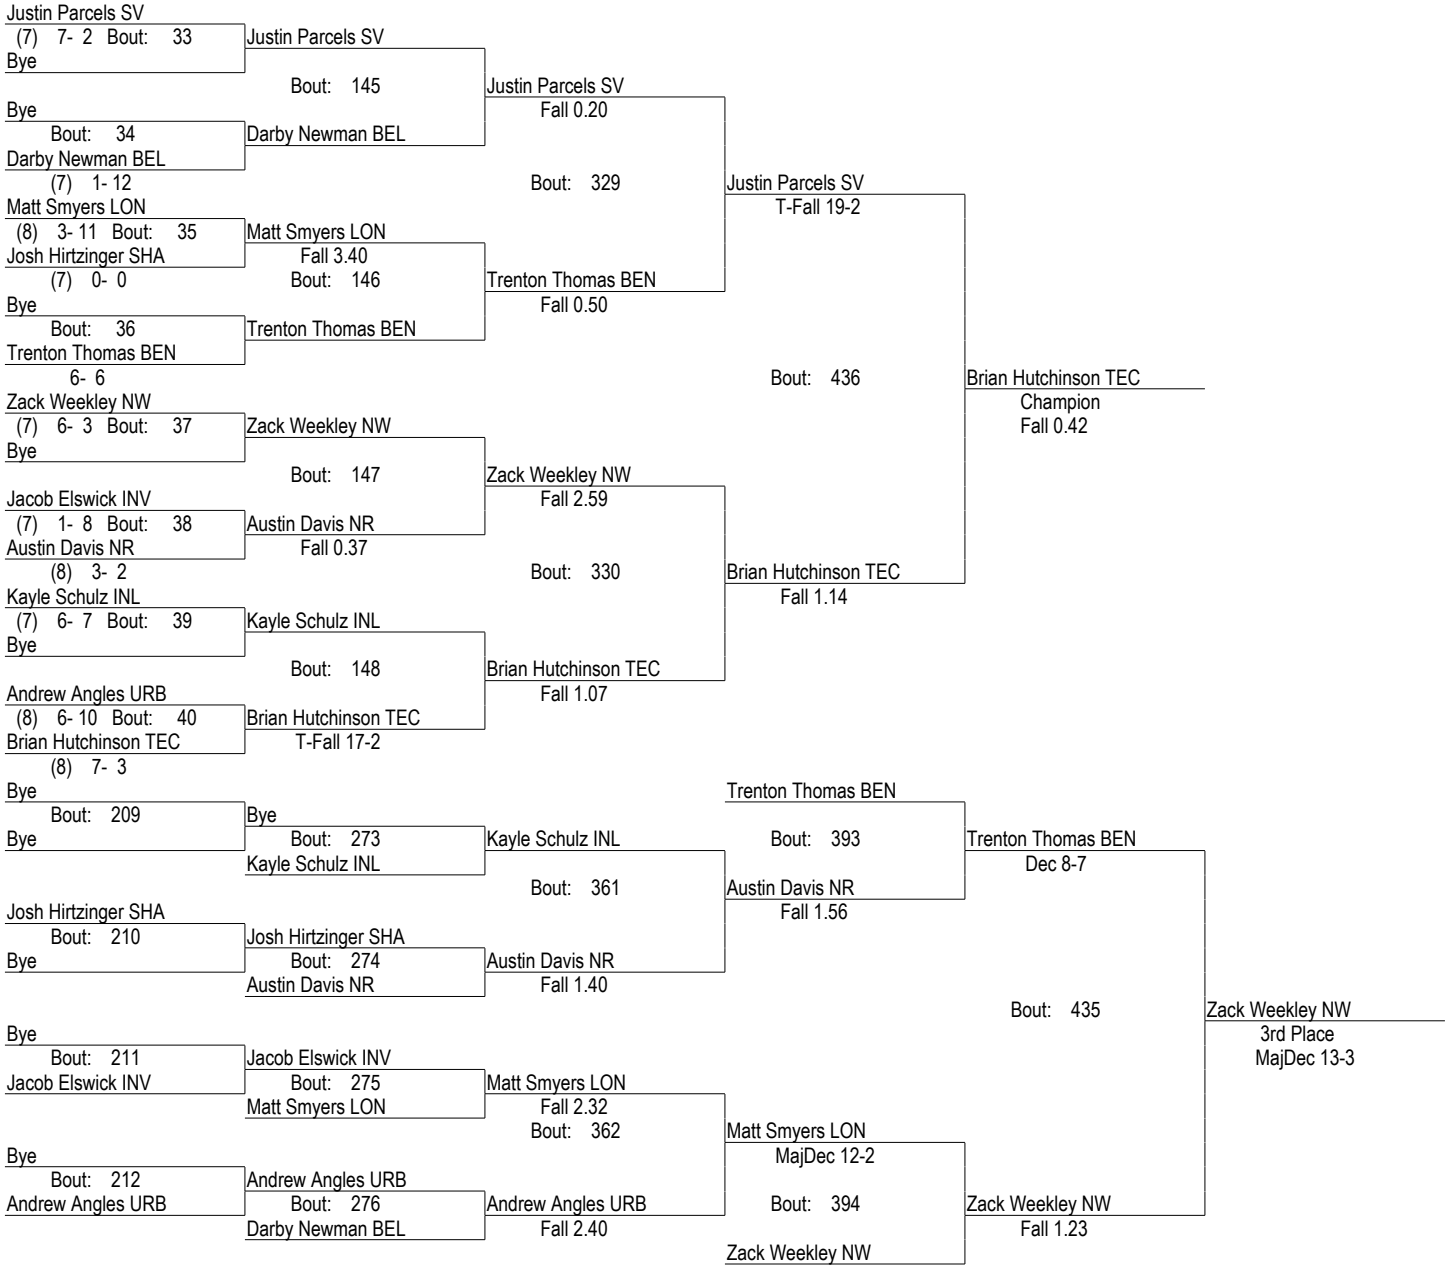 Justin Parcels SV
(7) 7- 2 Bout: 33 Justin Parcels SV
Bye
Bout: 145 Justin Parcels SV
Bye Fall 0.20
Bout: 34 Darby Newman BEL
Darby Newman BEL
(7) 1- 12 Bout: 329 Justin Parcels SV
Matt Smyers LON T-Fall 19-2
(8) 3- 11 Bout: 35 Matt Smyers LON
Josh Hirtzinger SHA Fall 3.40
(7) 0- 0 Bout: 146 Trenton Thomas BEN
Bye Fall 0.50
Bout: 36 Trenton Thomas BEN
Trenton Thomas BEN
6- 6 Bout: 436 Brian Hutchinson TEC
Zack Weekley NW Champion
(7) 6- 3 Bout: 37 Zack Weekley NW Fall 0.42
Bye
Bout: 147 Zack Weekley NW
Jacob Elswick INV Fall 2.59
(7) 1- 8 Bout: 38 Austin Davis NR
Austin Davis NR Fall 0.37
(8) 3- 2 Bout: 330 Brian Hutchinson TEC
Kayle Schulz INL Fall 1.14
(7) 6- 7 Bout: 39 Kayle Schulz INL
Bye
Bout: 148 Brian Hutchinson TEC
Andrew Angles URB Fall 1.07
(8) 6- 10 Bout: 40 Brian Hutchinson TEC
Brian Hutchinson TEC T-Fall 17-2
(8) 7- 3
Bye Trenton Thomas BEN
Bout: 209 Bye
Bye Bout: 273 Kayle Schulz INL Bout: 393 Trenton Thomas BEN
Kayle Schulz INL Dec 8-7
Bout: 361 Austin Davis NR
Josh Hirtzinger SHA Fall 1.56
Bout: 210 Josh Hirtzinger SHA
Bye Bout: 274 Austin Davis NR
Austin Davis NR Fall 1.40
Bout: 435 Zack Weekley NW
Bye 3rd Place
Bout: 211 Jacob Elswick INV MajDec 13-3
Jacob Elswick INV Bout: 275 Matt Smyers LON
Matt Smyers LON Fall 2.32
Bout: 362 Matt Smyers LON
Bye MajDec 12-2
Bout: 212 Andrew Angles URB
Andrew Angles URB Bout: 276 Andrew Angles URB Bout: 394 Zack Weekley NW
Darby Newman BEL Fall 2.40 Fall 1.23
Zack Weekley NW